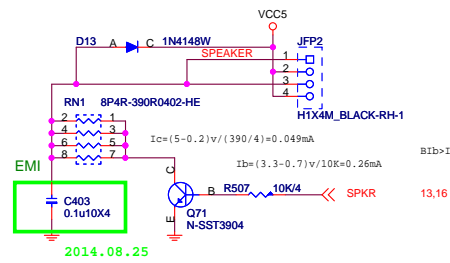 VCC5
D13 A C 1N4148W JFP2
SPEAKER 1
2
3
4
RN1 8P4R-390R0402-HE H1X4M_BLACK-RH-1
2 1
4 3
6 5
8 7
Ic=(5-0.2)v/(390/4)=0.049mA
BIb>I
EMI
Ib=(3.3-0.7)v/10K=0.26mA
C
C403
0.1u10X4
B R507 10K/4 SPKR 13,16
E
Q71
N-SST3904
2014.08.25